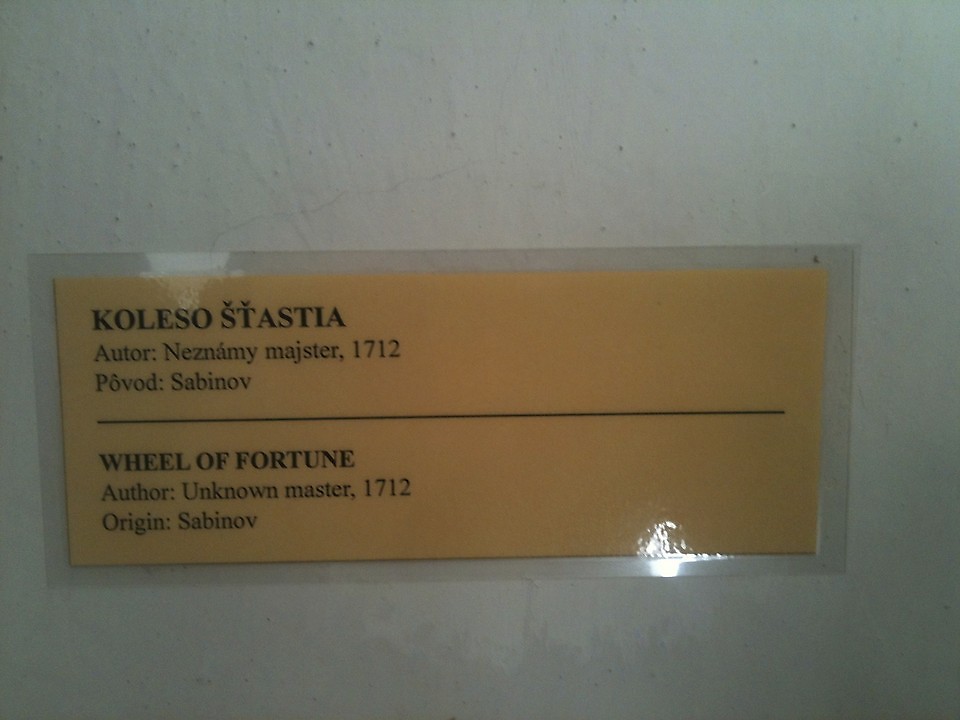 KOLESO ŠŤASTIA
Autor: Neznámy majster, 1712
Pôvod: Sabinov
WHEEL OF FORTUNE
Author: Unknown master, 1712
Origin: Sabinov